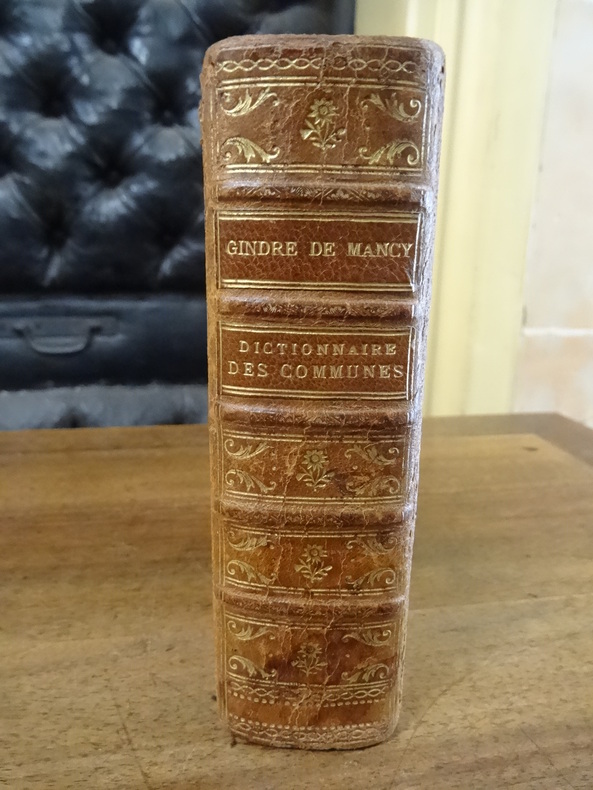 GINDRE DE MANCY
DICTIONNAIRE
DES COMMUNES